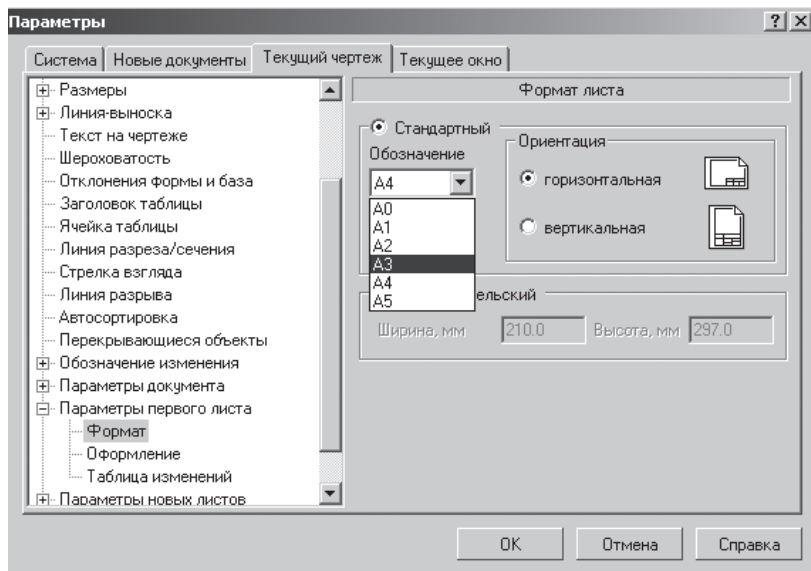 Параметры
Система Новые документы Текущий чертеж Текущее окно
Размеры
Линия-выноска
Текст на чертеже
Шероховатость
Отклонения формы и база
Заголовок таблицы
Ячейка таблицы
Линия разреза/сечения
Стрелка взгляда
Линия разрыва
Автосортировка
Перекрывающиеся объекты
Обозначение изменения
Параметры документа
Параметры первого листа
Формат
Оформление
Таблица изменений
Параметры новых листов
Формат листа
Стандартный
Обозначение
A4
A0
A1
A2
A3
A4
A5
Ориентация
горизонтальная
вертикальная
ельский
Ширина, мм 210.0 Высота, мм 297.0
OK Отмена Справка